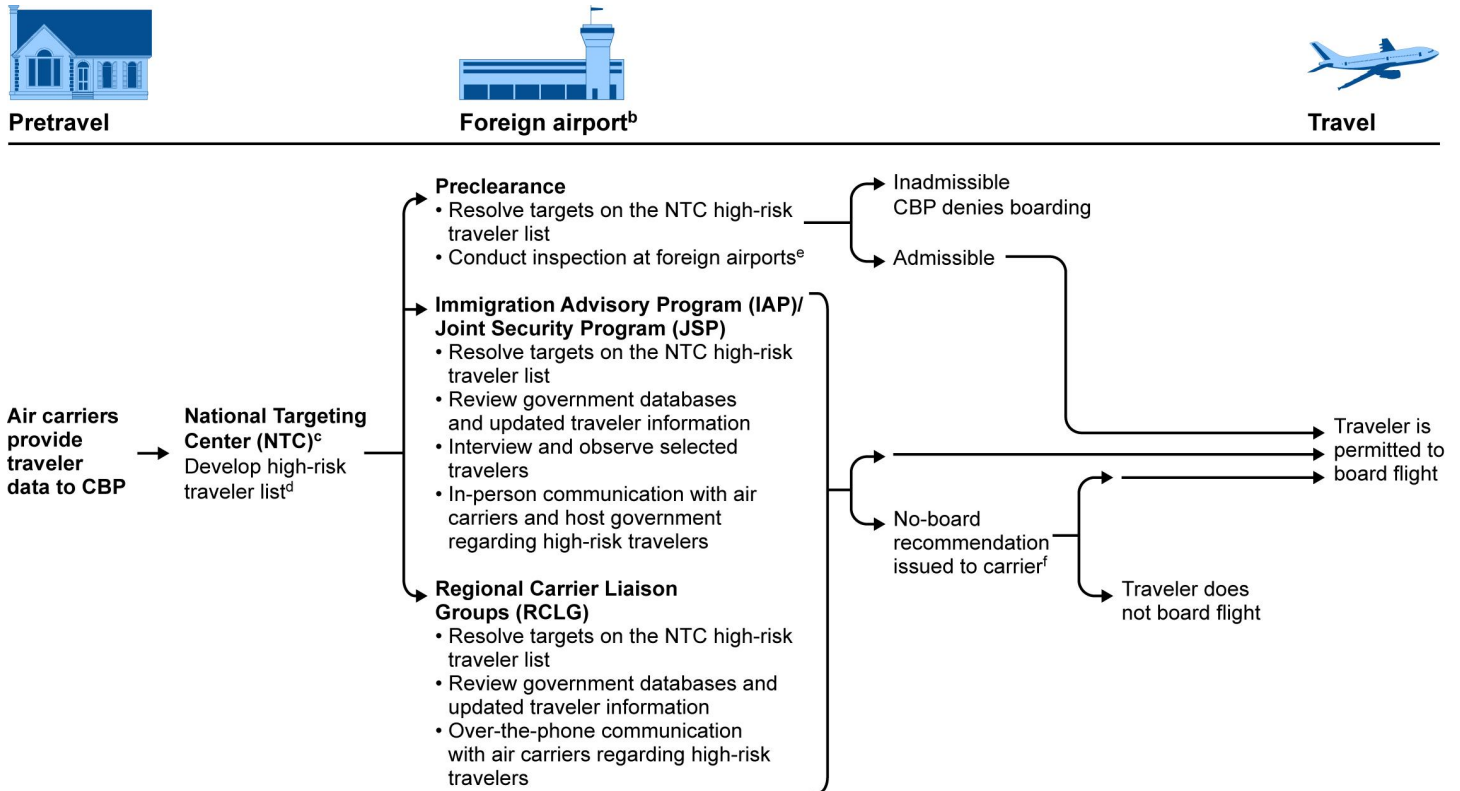 Pretravel
Foreign airportᵇ
Travel
Air carriers
provide
traveler
data to CBP
National Targeting
Center (NTC)ᶜ
Develop high-risk
traveler listᵈ
Preclearance
• Resolve targets on the NTC high-risk
traveler list
• Conduct inspection at foreign airportsᵉ
Inadmissible
CBP denies boarding
Admissible
Immigration Advisory Program (IAP)/
Joint Security Program (JSP)
• Resolve targets on the NTC high-risk
traveler list
• Review government databases
and updated traveler information
• Interview and observe selected
travelers
• In-person communication with air
carriers and host government
regarding high-risk travelers
Regional Carrier Liaison
Groups (RCLG)
• Resolve targets on the NTC high-risk
traveler list
• Review government databases and
updated traveler information
• Over-the-phone communication
with air carriers regarding high-risk
travelers
No-board
recommendation
issued to carrierᶠ
Traveler does
not board flight
Traveler is
permitted to
board flight